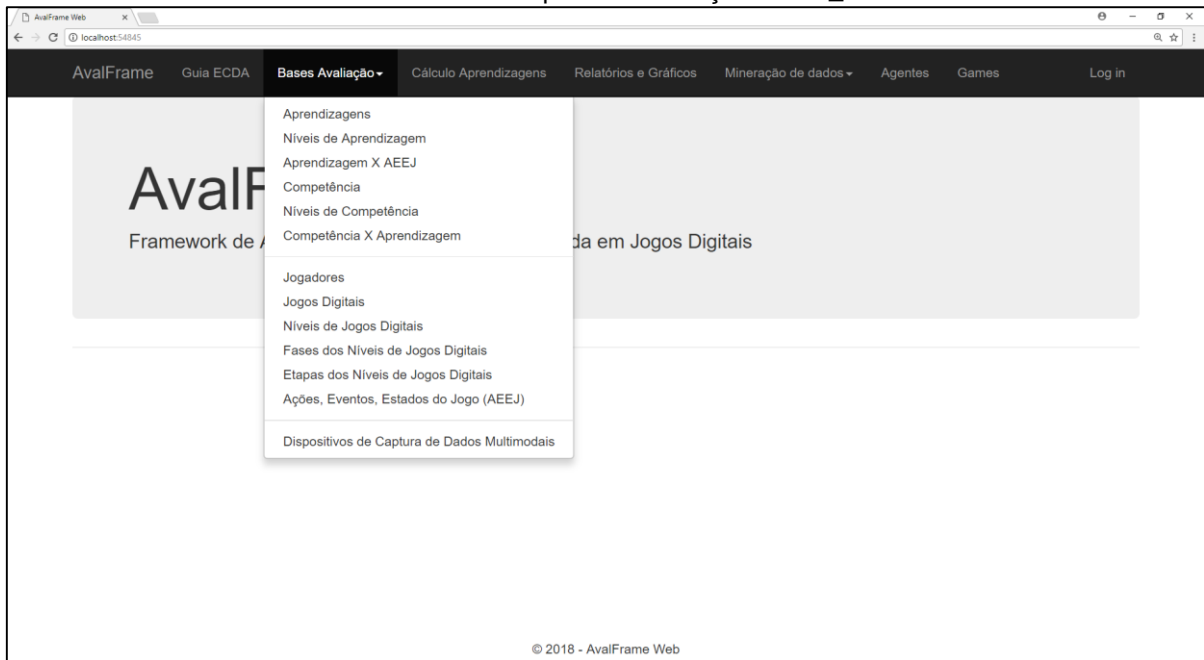 AvalFrame Web
localhost:54845
AvalFrame Guia ECDA Bases Avaliação Cálculo Aprendizagens Relatórios e Gráficos Mineração de dados Agentes Games Log in
Aprendizagens
Níveis de Aprendizagem
Aprendizagem X AEEJ
Competência
Níveis de Competência
Competência X Aprendizagem
Jogadores
Jogos Digitais
Níveis de Jogos Digitais
Fases dos Níveis de Jogos Digitais
Etapas dos Níveis de Jogos Digitais
Ações, Eventos, Estados do Jogo (AEEJ)
Dispositivos de Captura de Dados Multimodais
AvalF
Framework de A da em Jogos Digitais
© 2018 - AvalFrame Web